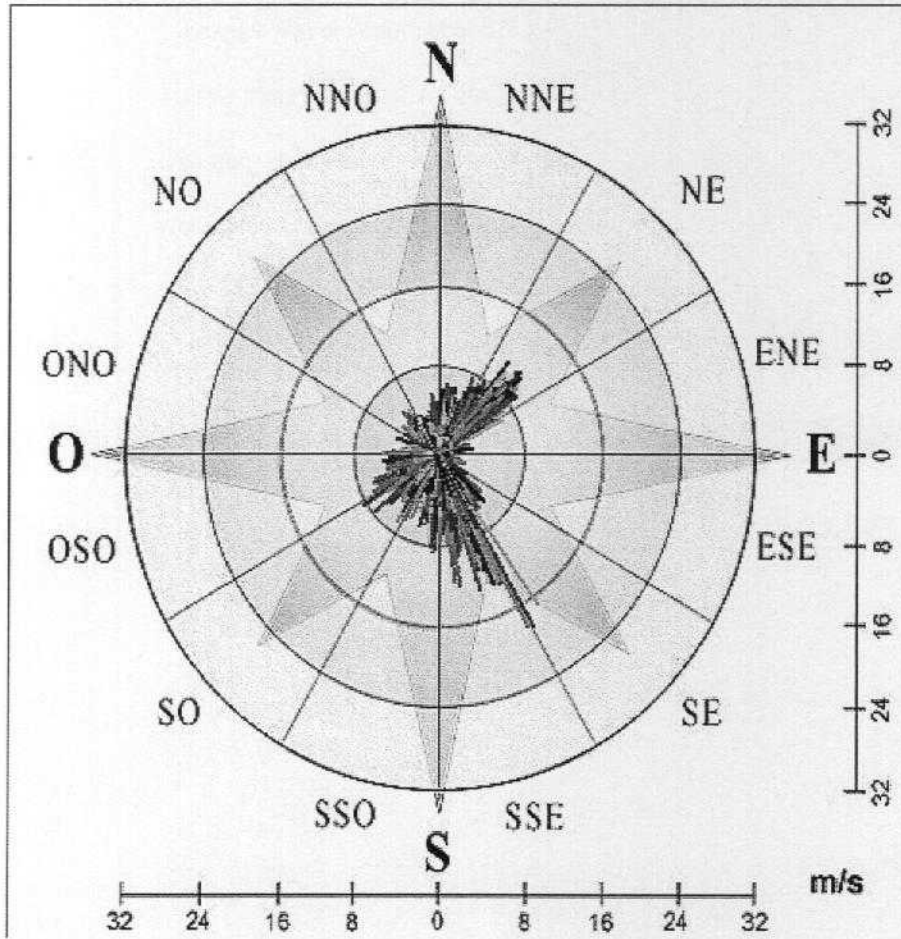 N
NNO NNE
NO NE
ONO ENE
O E
OSO ESE
SO SE
SSO SSE
S
32
24
16
8
0
8
16
24
32
m/s
32 24 16 8 0 8 16 24 32